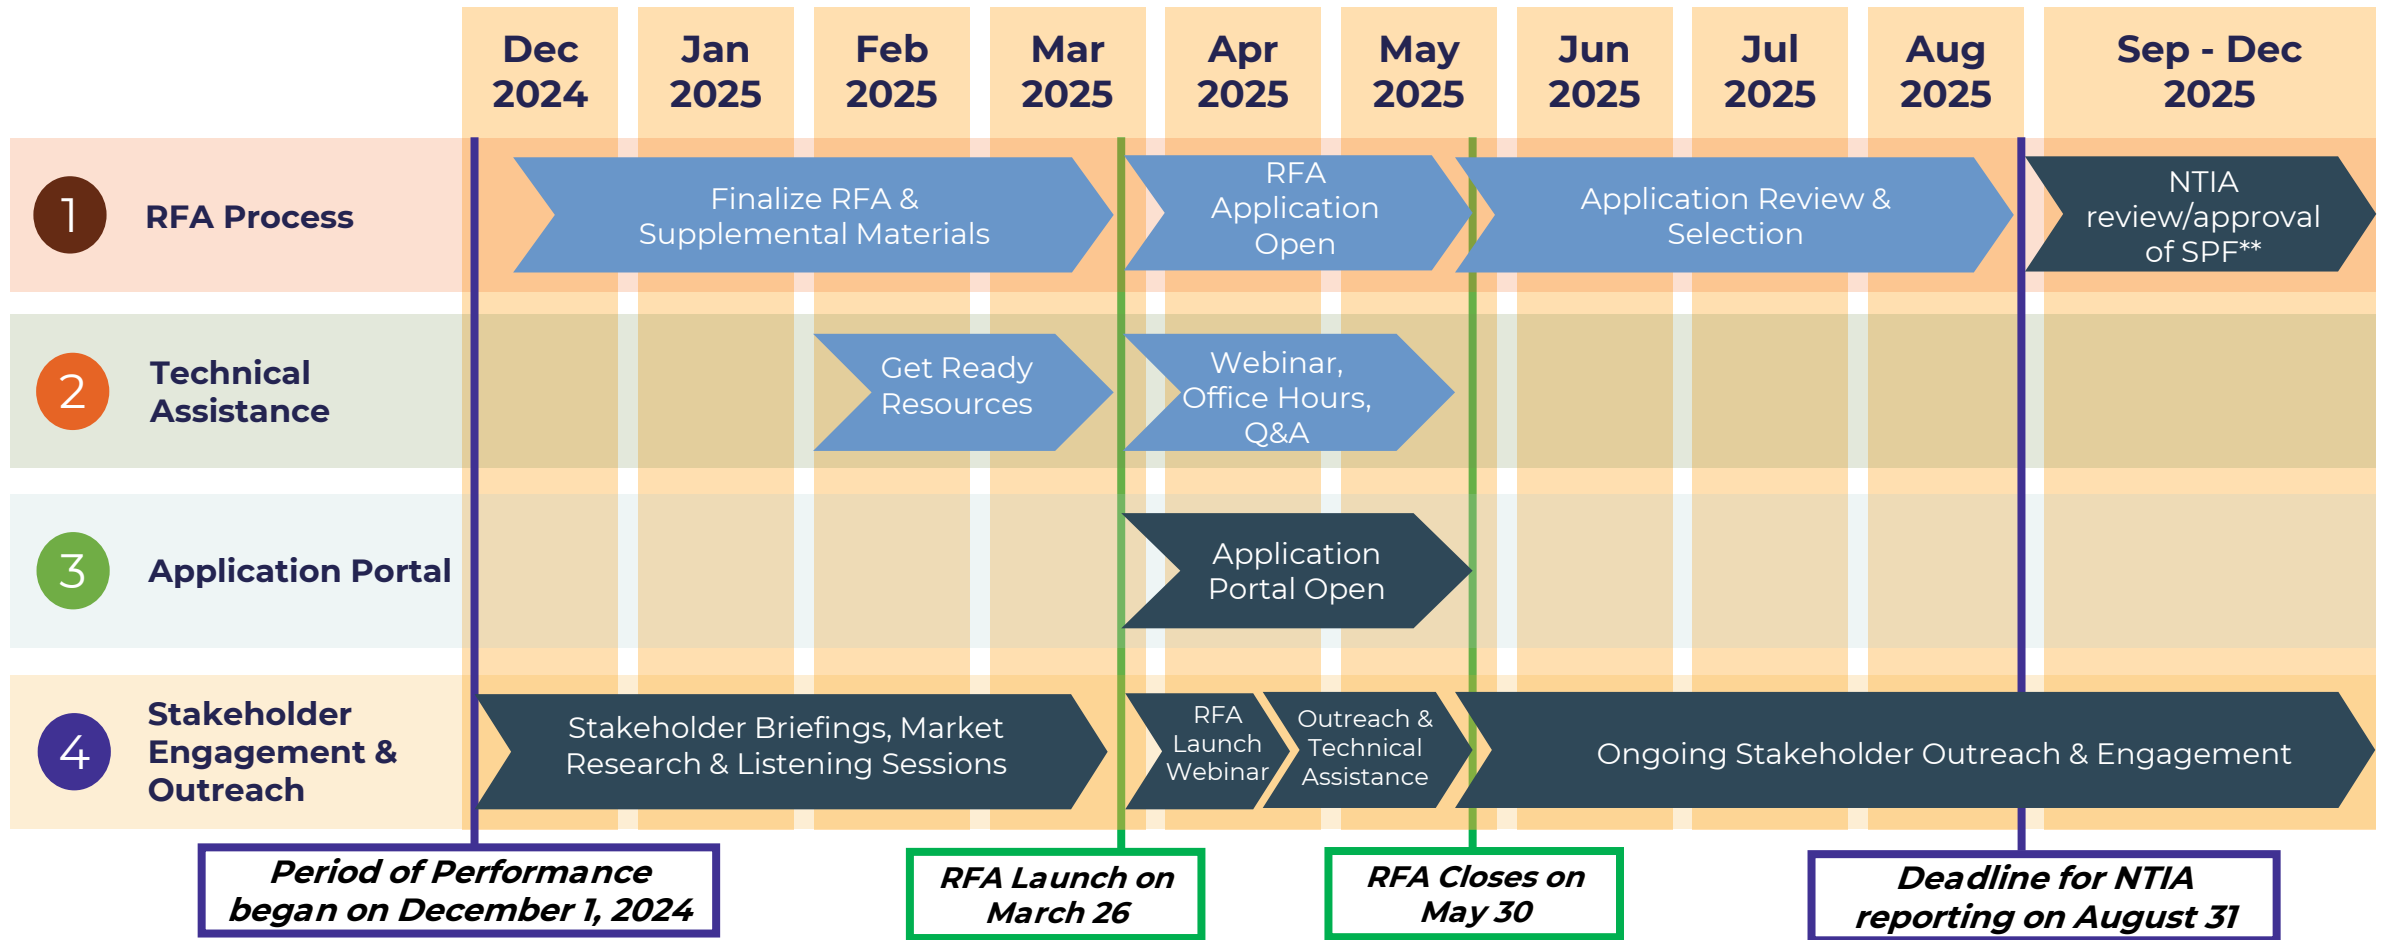 Dec
2024
Jan
2025
Feb
2025
Mar
2025
Apr
2025
May
2025
Jun
2025
Jul
2025
Aug
2025
Sep - Dec
2025
1
RFA Process
Finalize RFA &
Supplemental Materials
RFA
Application
Open
Application Review &
Selection
NTIA
review/approval
of SPF**
2
Technical
Assistance
Get Ready
Resources
Webinar,
Office Hours,
Q&A
3
Application Portal
Application
Portal Open
4
Stakeholder
Engagement &
Outreach
Stakeholder Briefings, Market
Research & Listening Sessions
RFA
Launch
Webinar
Outreach &
Technical
Assistance
Ongoing Stakeholder Outreach & Engagement
Period of Performance
began on December 1, 2024
RFA Launch on
March 26
RFA Closes on
May 30
Deadline for NTIA
reporting on August 31